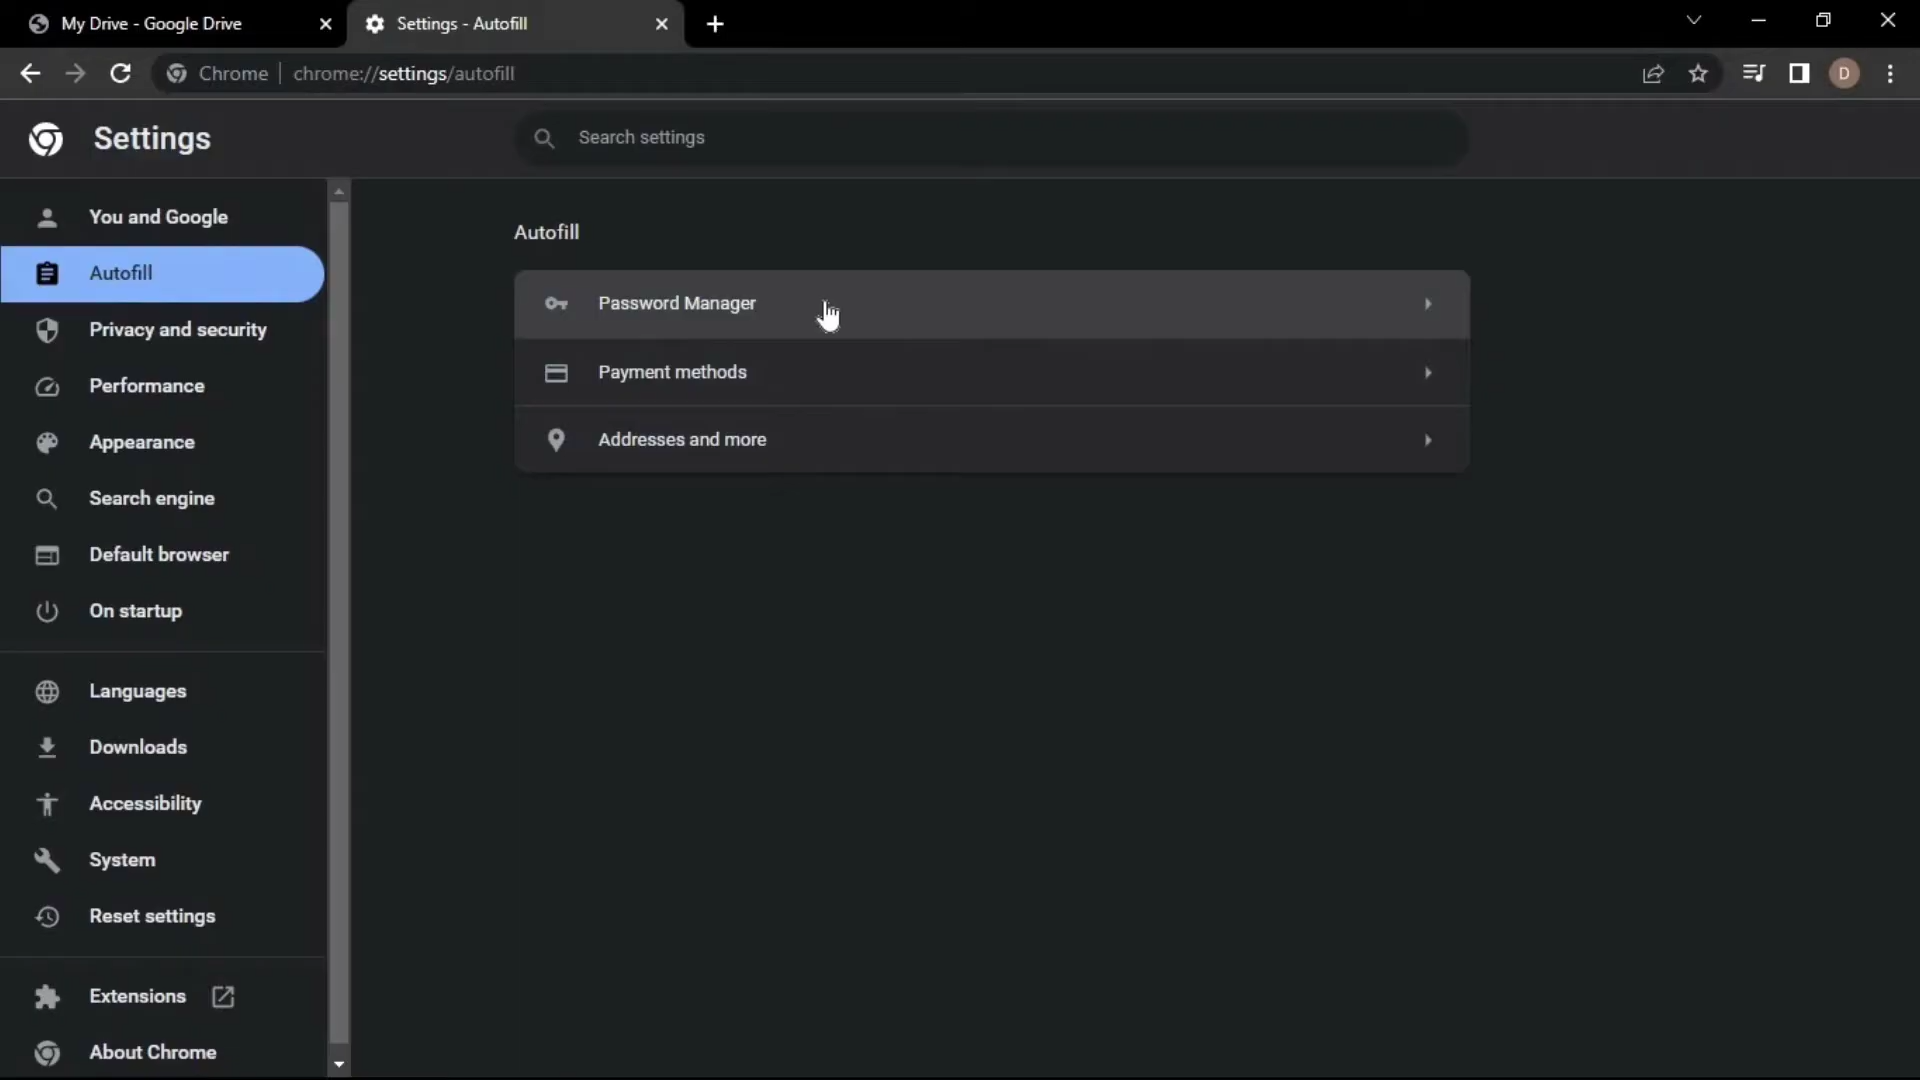 My Drive - Google Drive
Settings - Autofill
Chrome
chrome://settings/autofill
D
Settings
Search settings
You and Google
Autofill
Privacy and security
Performance
Appearance
Search engine
Default browser
On startup
Languages
Downloads
Accessibility
System
Reset settings
Extensions
About Chrome
Autofill
Password Manager
Payment methods
Addresses and more